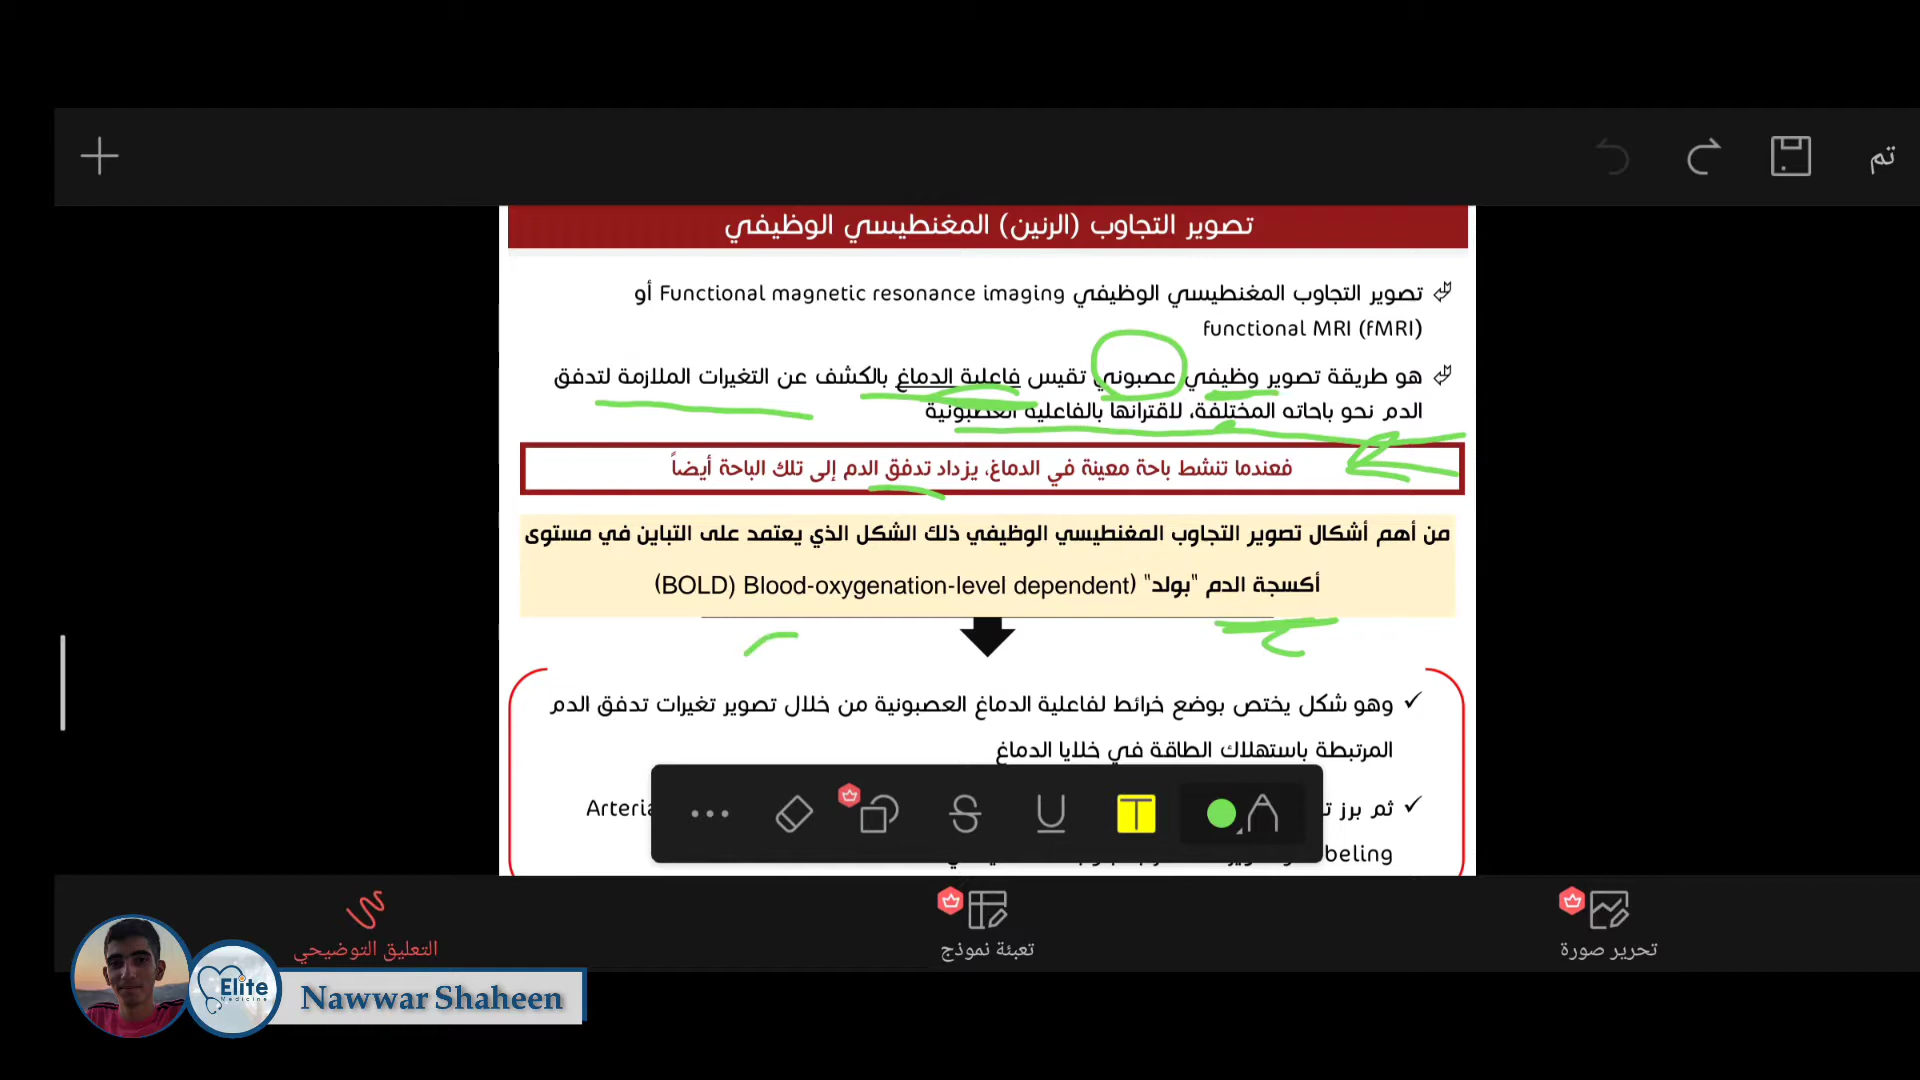 تم
تصوير التجاوب (الرنين) المغنطيسي الوظيفي
تصوير التجاوب المغنطيسي الوظيفي Functional magnetic resonance imaging أو
functional MRI (fMRI)
هو طريقة تصوير وظيفي عصبوني تقيس فاعلية الدماغ بالكشف عن التغيرات الملازمة لتدفق
الدم نحو باحاته المختلفة، لاقترانها بالفاعلية العصبونية
فعندما تنشط باحة معينة في الدماغ، يزداد تدفق الدم إلى تلك الباحة أيضاً
من أهم أشكال تصوير التجاوب المغنطيسي الوظيفي ذلك الشكل الذي يعتمد على التباين في مستوى
أكسجة الدم "بولد" (BOLD) Blood-oxygenation-level dependent)
✓ وهو شكل يختص بوضع خرائط لفاعلية الدماغ العصبونية من خلال تصوير تغيرات تدفق الدم
المرتبطة باستهلاك الطاقة في خلايا الدماغ
✓ ثم برز
Arteria
beling
S U T
التعليق التوضيحي
تعبئة نموذج
تحرير صورة
Elite
Medicine
Nawwar Shaheen